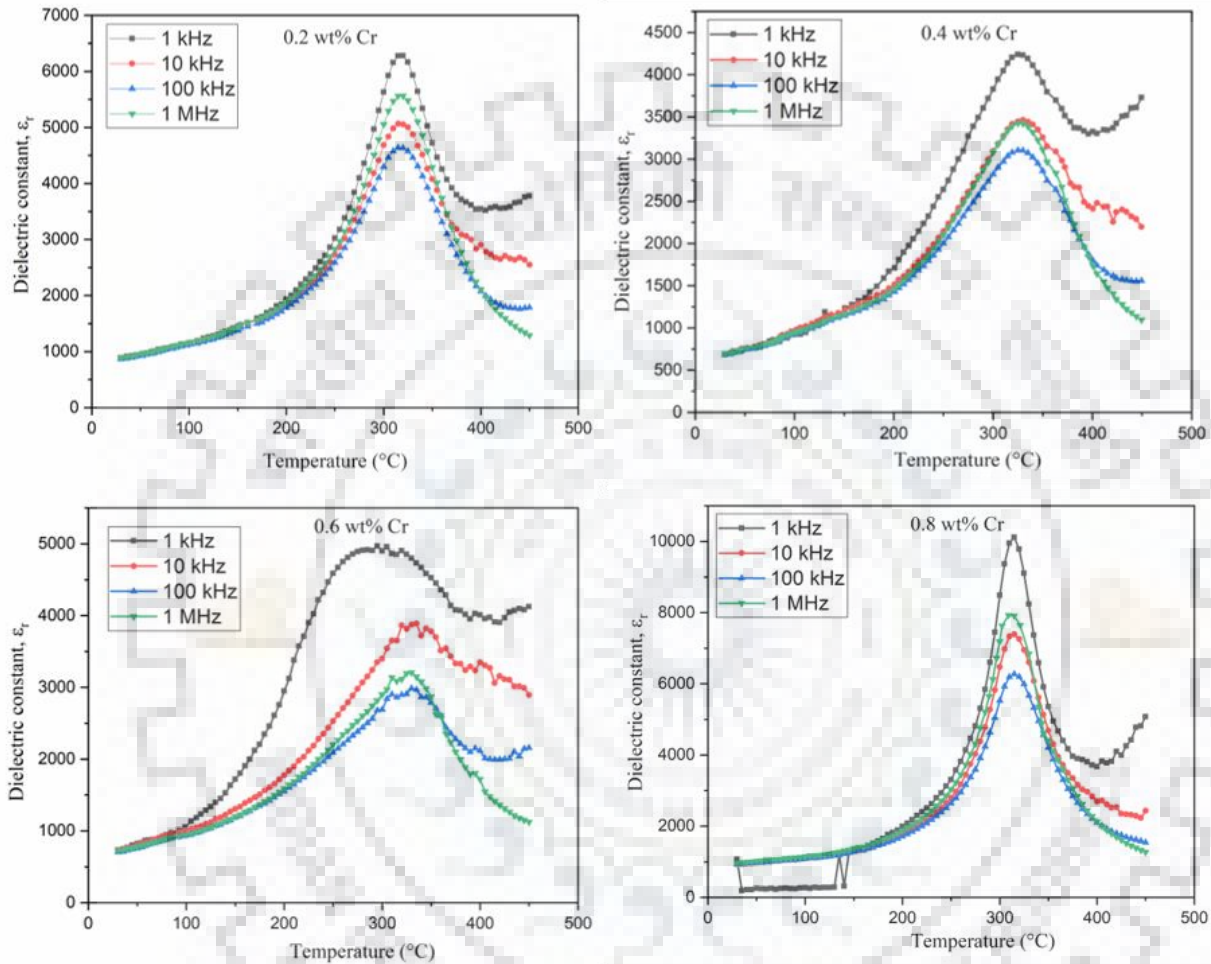 0.2 wt% Cr
1 kHz
10 kHz
100 kHz
1 MHz
Dielectric constant, εr
7000
6000
5000
4000
3000
2000
1000
0
0 100 200 300 400 500
Temperature (°C)
0.4 wt% Cr
1 kHz
10 kHz
100 kHz
1 MHz
Dielectric constant, εr
4500
4000
3500
3000
2500
2000
1500
1000
500
0
0 100 200 300 400 500
Temperature (°C)
0.6 wt% Cr
1 kHz
10 kHz
100 kHz
1 MHz
Dielectric constant, εr
5000
4000
3000
2000
1000
0
0 100 200 300 400 500
Temperature (°C)
0.8 wt% Cr
1 kHz
10 kHz
100 kHz
1 MHz
Dielectric constant, εr
10000
8000
6000
4000
2000
0
0 100 200 300 400 500
Temperature (°C)